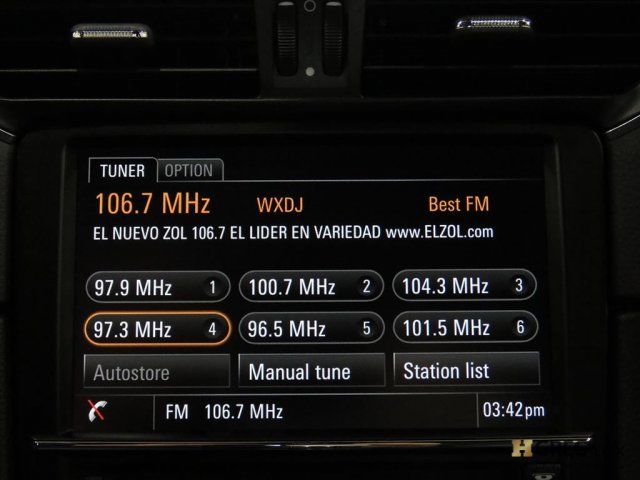 TUNER OPTION
106.7 MHz WXDJ Best FM
EL NUEVO ZOL 106.7 EL LIDER EN VARIEDAD www.ELZOL.com
97.9 MHz 1 100.7 MHz 2 104.3 MHz 3
97.3 MHz 4 96.5 MHz 5 101.5 MHz 6
Autostore Manual tune Station list
FM 106.7 MHz 03:42pm
H